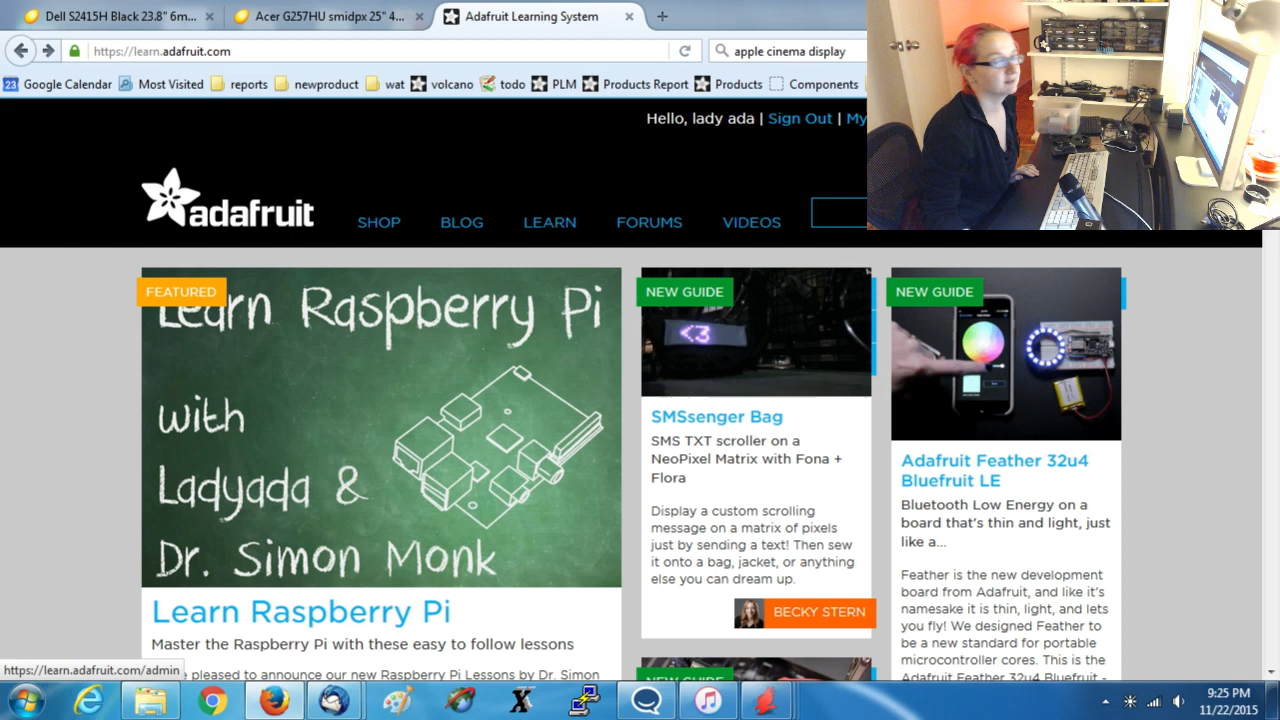 Dell S2415H Black 23.8" 6m...
Acer G257HU smidpx 25" 4...
Adafruit Learning System
https://learn.adafruit.com
apple cinema display
23 Google Calendar
Most Visited
reports
newproduct
wat
volcano
todo
PLM
Products Report
Products
Components
Hello, lady ada | Sign Out | My
adafruit
SHOP
BLOG
LEARN
FORUMS
VIDEOS
FEATURED
Learn Raspberry Pi
with
Ladyada &
Dr. Simon Monk
Learn Raspberry Pi
Master the Raspberry Pi with these easy to follow lessons
e pleased to announce our new Raspberry Pi Lessons by Dr. Simon
NEW GUIDE
<3
SMSsenger Bag
SMS TXT scroller on a
NeoPixel Matrix with Fona +
Flora
Display a custom scrolling
message on a matrix of pixels
just by sending a text! Then sew
it onto a bag, jacket, or anything
else you can dream up.
BECKY STERN
NEW GUIDE
NEW GUIDE
Adafruit Feather 32u4
Bluefruit LE
Bluetooth Low Energy on a
board that's thin and light, just
like a...
Feather is the new development
board from Adafruit, and like it's
namesake it is thin, light, and lets
you fly! We designed Feather to
be a new standard for portable
microcontroller cores. This is the
Adafruit Feather 32u4 Bluefruit -
https://learn.adafruit.com/admin
9:25 PM
11/22/2015